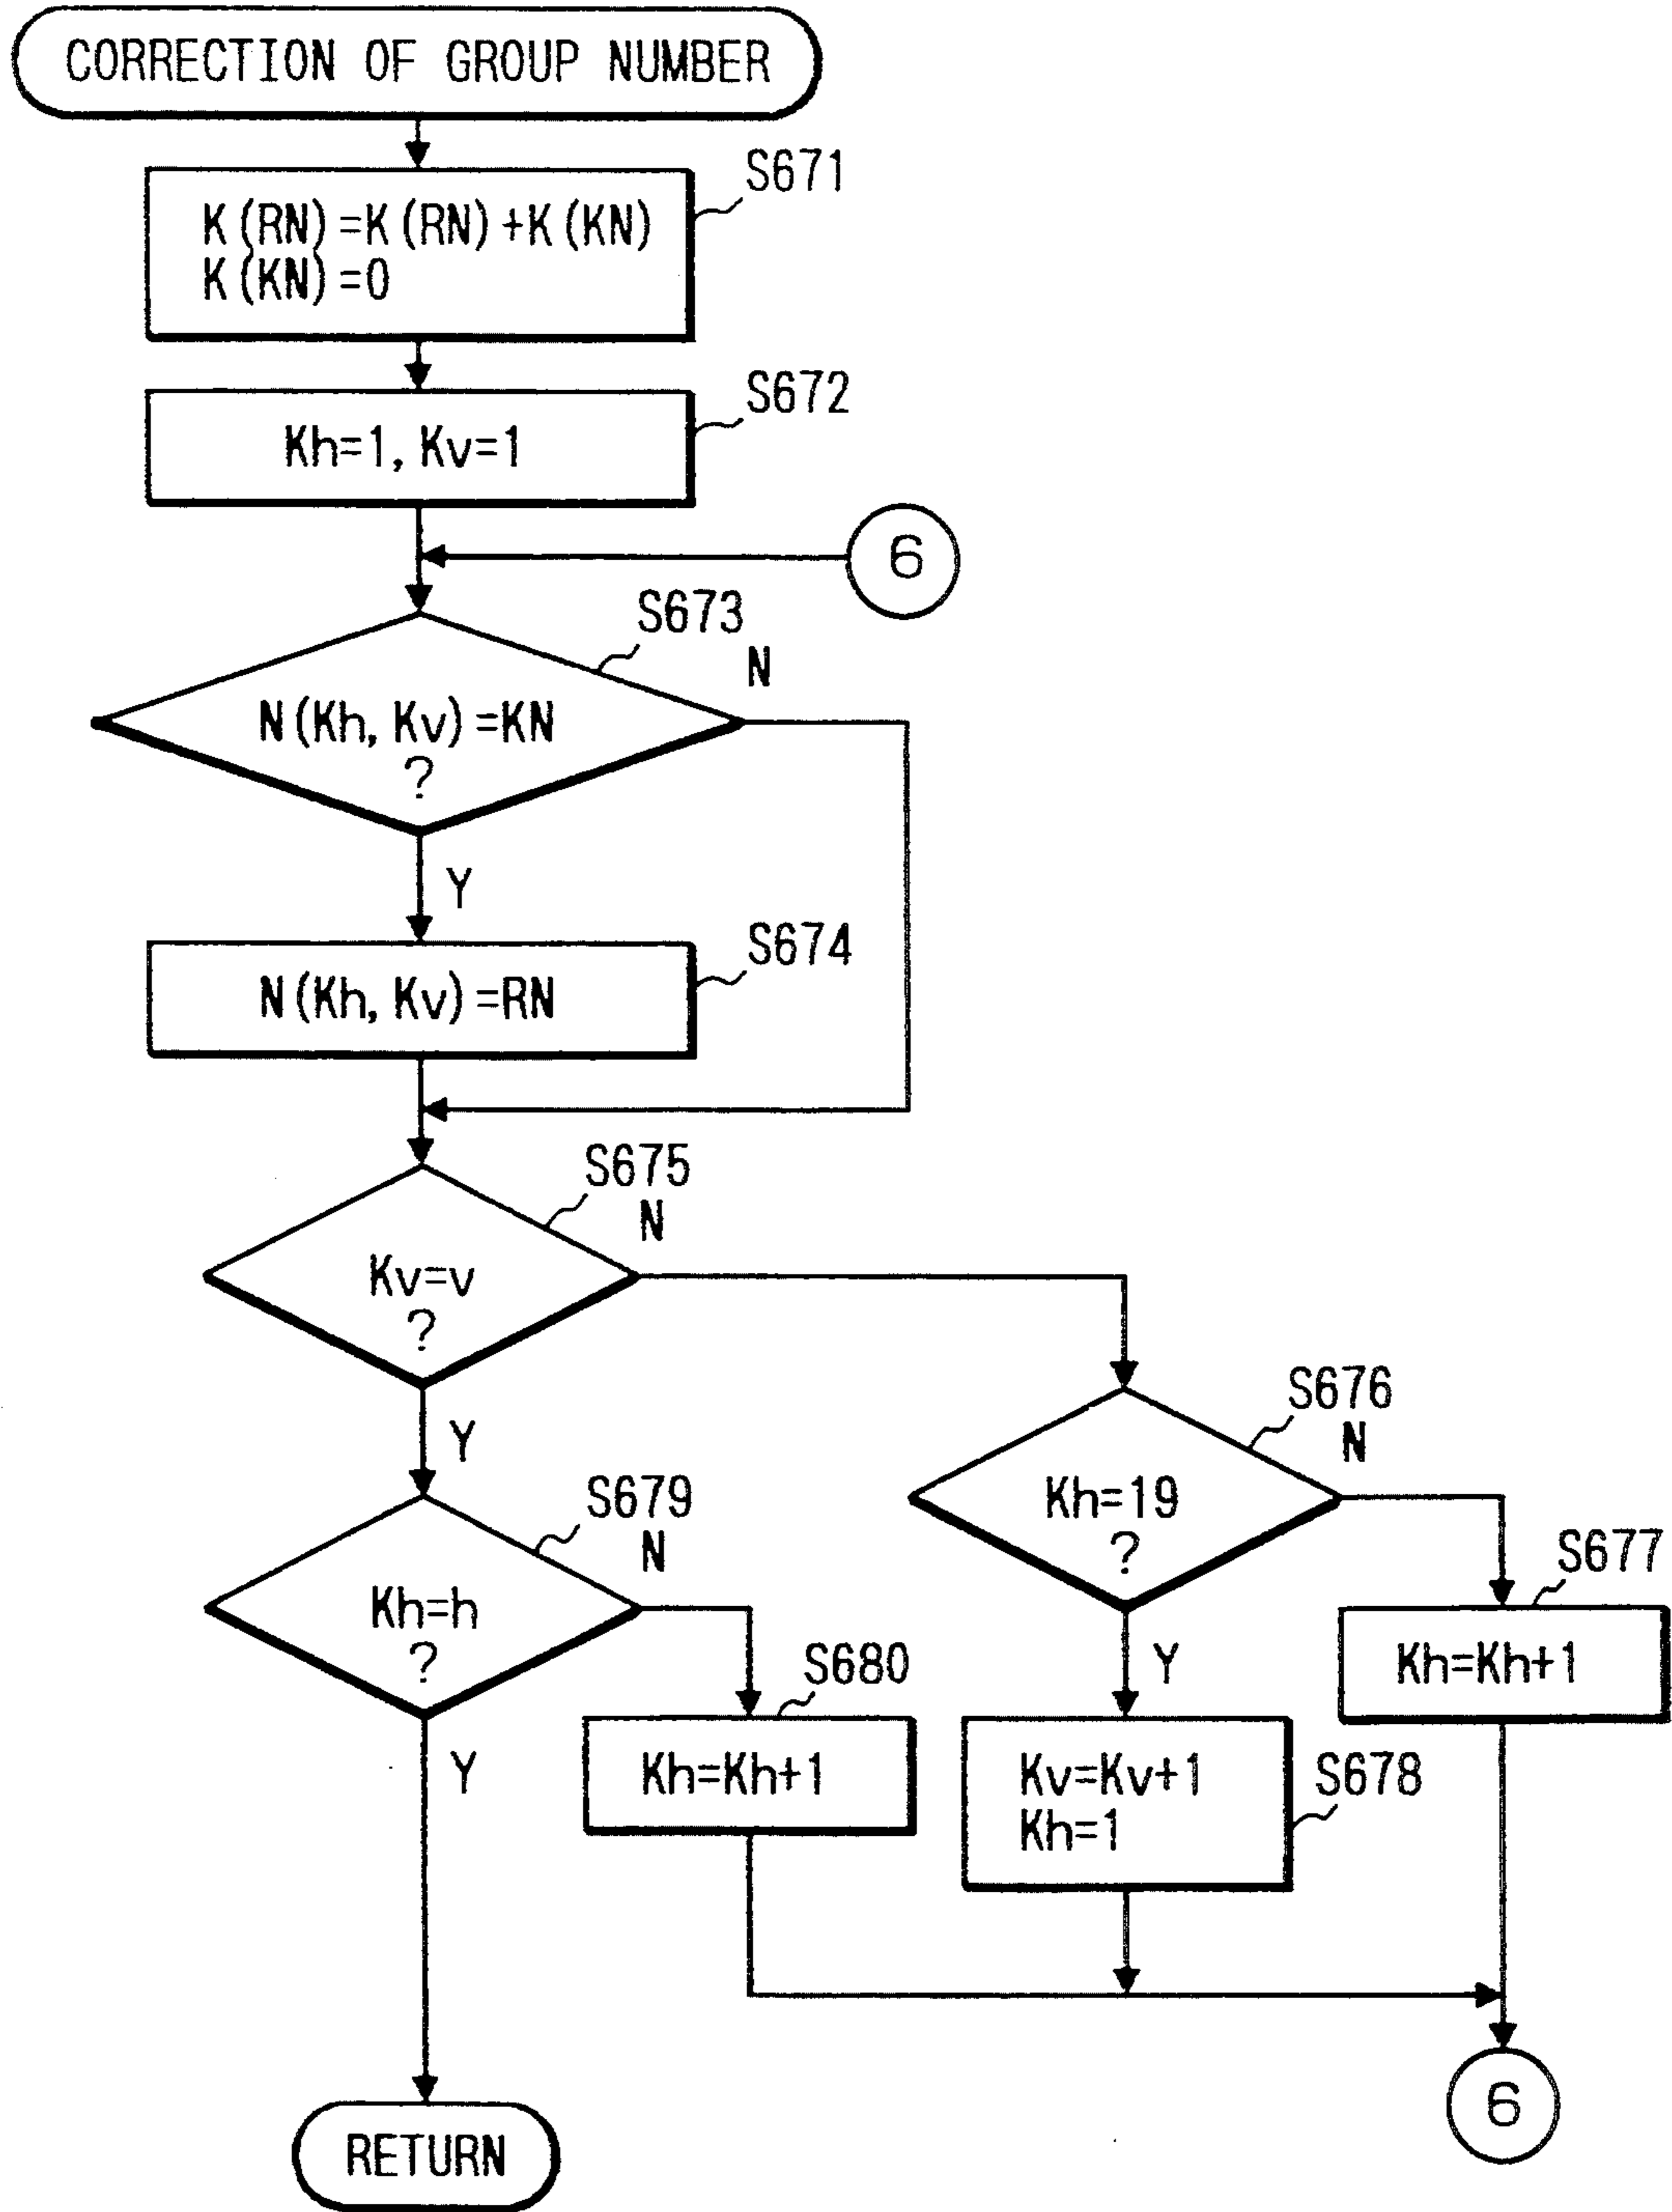 CORRECTION OF GROUP NUMBER
S671
K(RN)=K(RN)+K(KN)
K(KN)=0
S672
Kh=1, Kv=1
6
S673
N
N(Kh, Kv)=KN
?
Y
S674
N(Kh, Kv)=RN
S675
N
Kv=v
?
Y
S676
N
Kh=19
?
S679
N
Kh=h
?
S677
Kh=Kh+1
Y
S680
Kh=Kh+1
Y
Kv=Kv+1
Kh=1
S678
6
RETURN